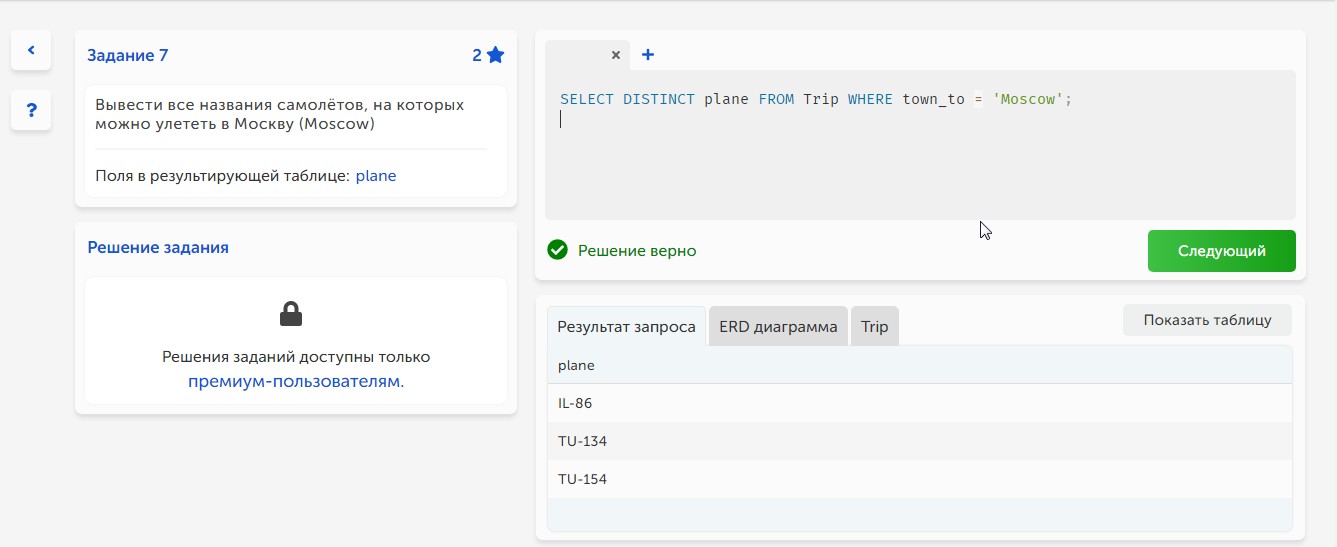 Задание 7
2
?
Вывести все названия самолётов, на которых
можно улететь в Москву (Moscow)
Поля в результирующей таблице: plane
Решение задания
Решения заданий доступны только
премиум-пользователям.
SELECT DISTINCT plane FROM Trip WHERE town_to = 'Moscow';
Решение верно
Следующий
Результат запроса
ERD диаграмма
Trip
Показать таблицу
plane
IL-86
TU-134
TU-154